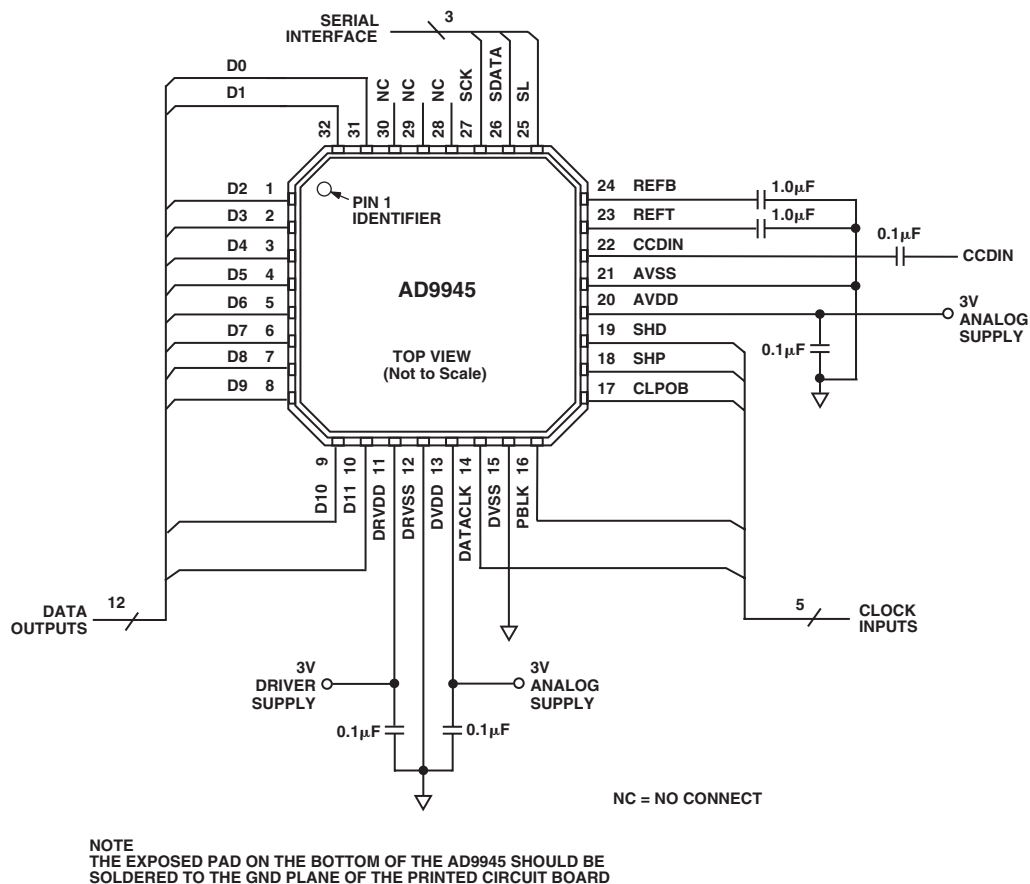 SERIAL
INTERFACE
3
D0
D1
32
31
30 NC
29 NC
28 NC
27 SCK
26 SDATA
25 SL
D2 1
D3 2
D4 3
D5 4
D6 5
D7 6
D8 7
D9 8
PIN 1
IDENTIFIER
AD9945
TOP VIEW
(Not to Scale)
24 REFB
23 REFT
22 CCDIN
21 AVSS
20 AVDD
19 SHD
18 SHP
17 CLPOB
1.0μF
1.0μF
0.1μF
CCDIN
3V
ANALOG
SUPPLY
0.1μF
D10 9
D11 10
DRVDD 11
DRVSS 12
DVDD 13
DATACLK 14
DVSS 15
PBLK 16
DATA
OUTPUTS
12
5
CLOCK
INPUTS
3V
DRIVER
SUPPLY
3V
ANALOG
SUPPLY
0.1μF
0.1μF
NC = NO CONNECT
NOTE
THE EXPOSED PAD ON THE BOTTOM OF THE AD9945 SHOULD BE
SOLDERED TO THE GND PLANE OF THE PRINTED CIRCUIT BOARD